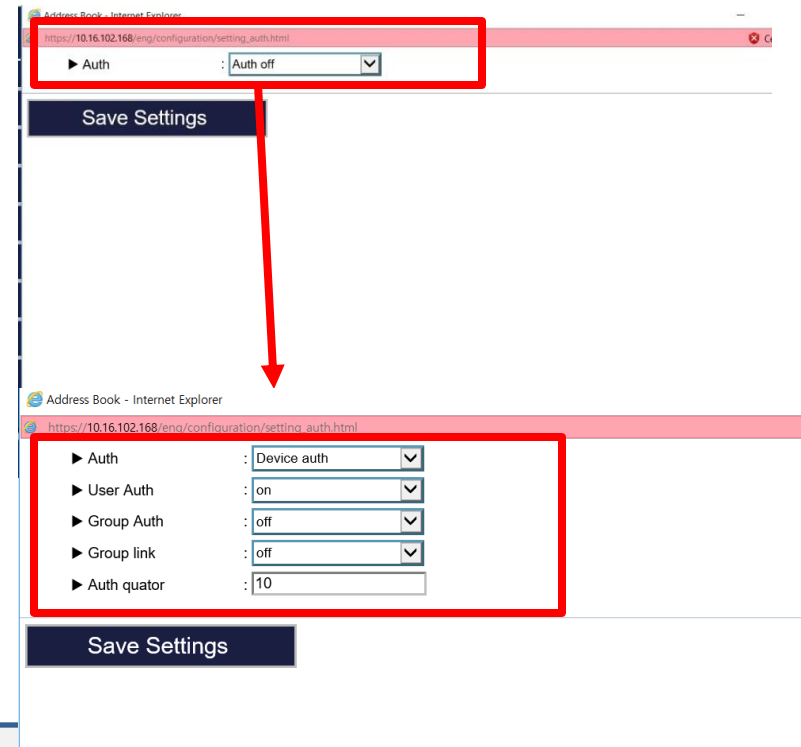 Address Book - Internet Explorer
https://10.16.102.168/eng/configuration/setting_auth.html
▶ Auth : Auth off
Save Settings
Address Book - Internet Explorer
https://10.16.102.168/eng/configuration/setting_auth.html
▶ Auth : Device auth
▶ User Auth : on
▶ Group Auth : off
▶ Group link : off
▶ Auth quator : 10
Save Settings